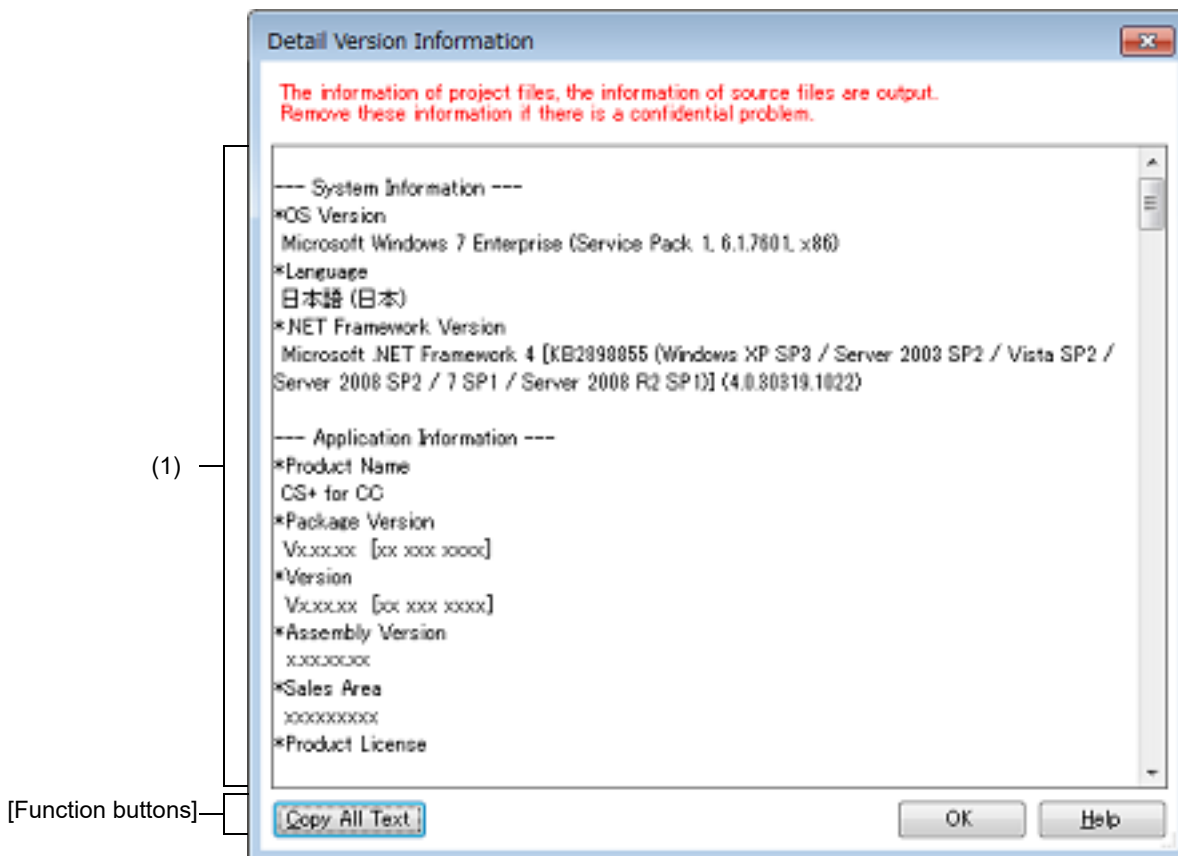 Detail Version Information
The information of project files, the information of source files are output.
Remove these information if there is a confidential problem.
--- System Information ---
*OS Version
Microsoft Windows 7 Enterprise (Service Pack 1, 6.1.7601, x86)
*Language
日本語 (日本)
*.NET Framework Version
Microsoft .NET Framework 4 [KB2898855 (Windows XP SP3 / Server 2003 SP2 / Vista SP2 /
Server 2008 SP2 / 7 SP1 / Server 2008 R2 SP1)] (4.0.30319.1022)
--- Application Information ---
*Product Name
CS+ for CC
*Package Version
Vx.xx.xx [xx xxx xxxx]
*Version
Vx.xx.xx [xx xxx xxxx]
*Assembly Version
x.xx.xx.xx
*Sales Area
xxxxxxxxx
*Product License
(1)
[Function buttons]
Copy All Text
OK
Help